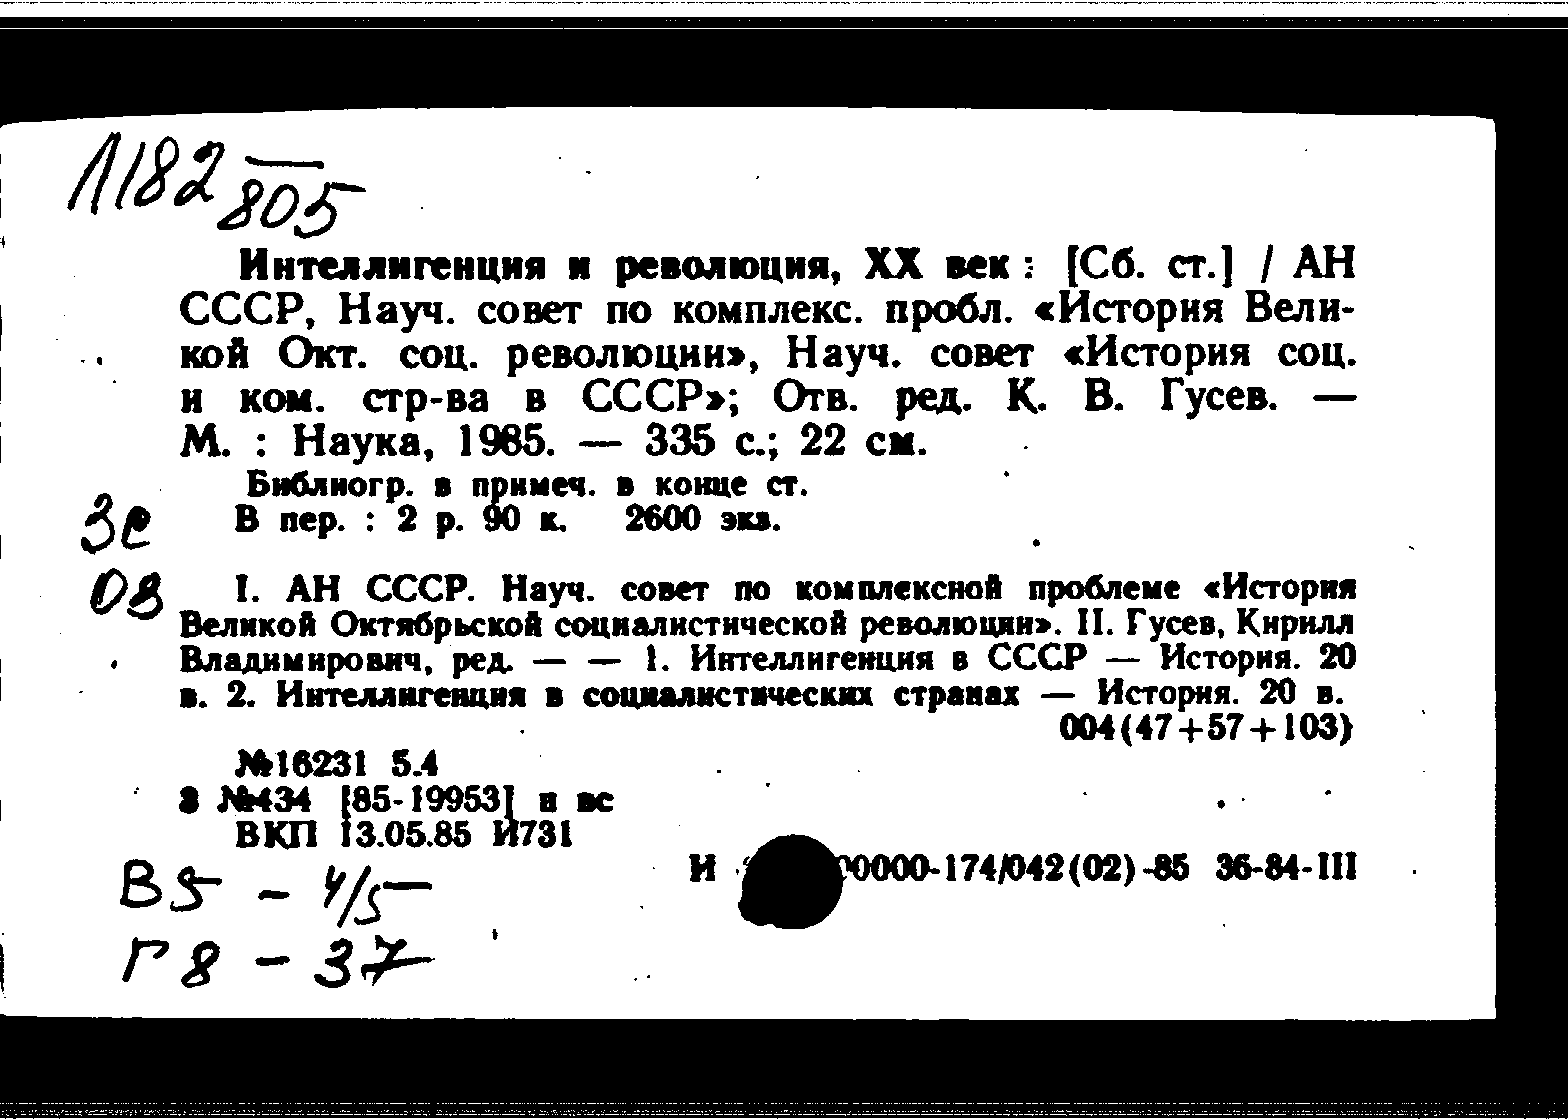 Л182
805
Интеллигенция и революция, XX век : [Сб. ст.] / АН
СССР, Науч. совет по комплекс. пробл. «История Вели-
кой Окт. соц. революции», Науч. совет «История соц.
и ком. стр-ва в СССР»; Отв. ред. К. В. Гусев. —
М. : Наука, 1985. — 335 с.; 22 см.
Библиогр. в примеч. в конце ст.
В пер. : 2 р. 90 к. 2600 экз.
I. АН СССР. Науч. совет по комплексной проблеме «История
Великой Октябрьской социалистической революции». II. Гусев, Кирилл
Владимирович, ред. — — 1. Интеллигенция в СССР — История. 20
в. 2. Интеллигенция в социалистических странах — История. 20 в.
004(47+57+103)
№16231 5.4
№434 [85-19953] п вс
ВКП 13.05.85 И731
И 00000-174/042(02)-85 36-84-III
В5 - 4/5
Г8 - 37